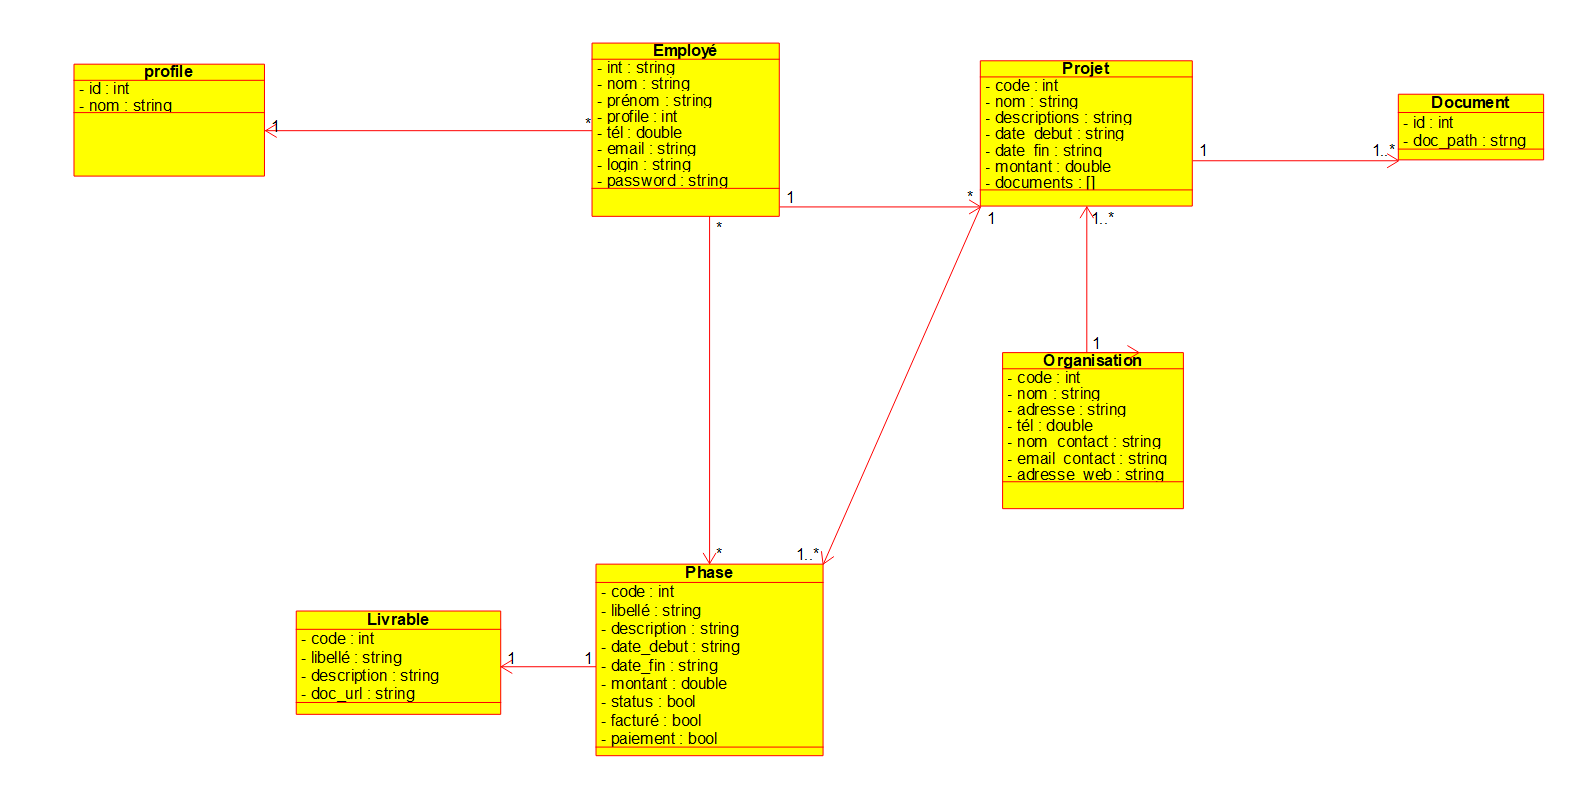 profile
- id : int
- nom : string
1
*
Employé
- int : string
- nom : string
- prénom : string
- profile : int
- tél : double
- email : string
- login : string
- password : string
1
*
*
Projet
- code : int
- nom : string
- descriptions : string
- date_debut : string
- date_fin : string
- montant : double
- documents : []
1
1
1..*
Document
- id : int
- doc_path : strng
1..*
1
Organisation
- code : int
- nom : string
- adresse : string
- tél : double
- nom_contact : string
- email_contact : string
- adresse_web : string
*
1..*
Phase
- code : int
- libellé : string
- description : string
- date_debut : string
- date_fin : string
- montant : double
- status : bool
- facturé : bool
- paiement : bool
1
1
Livrable
- code : int
- libellé : string
- description : string
- doc_url : string